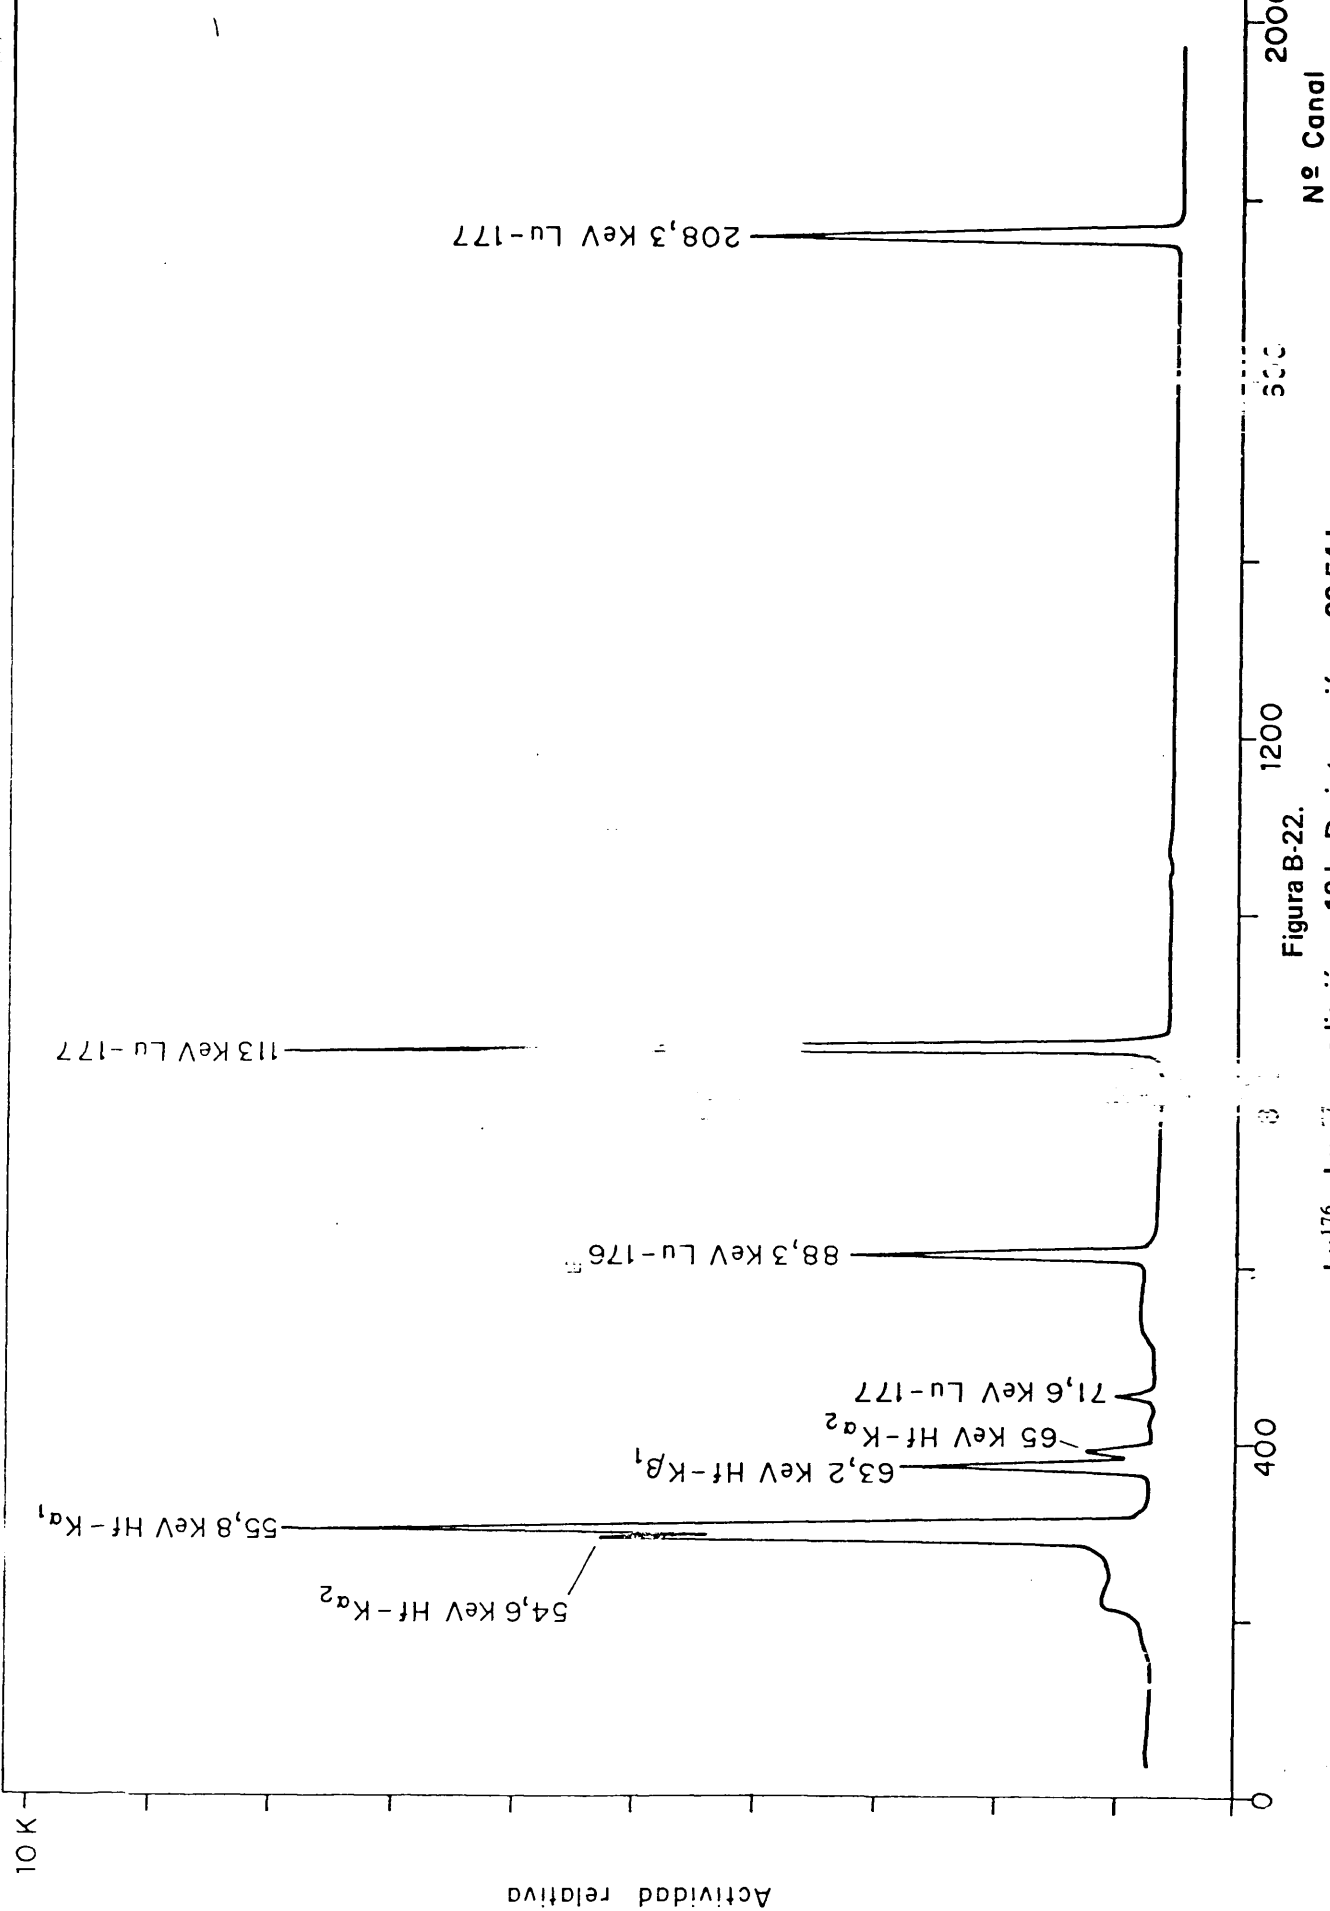 10 K
Actividad relativa
54,6 KeV Hf-Kα2
55,8 KeV Hf-Kα1
63,2 KeV Hf-Kβ1
65 KeV Hf-Kα2
71,6 KeV Lu-177
88,3 KeV Lu-176
113 KeV Lu-177
208,3 KeV Lu-177
0
400
1200
2000
Nº Canal
Figura B-22.